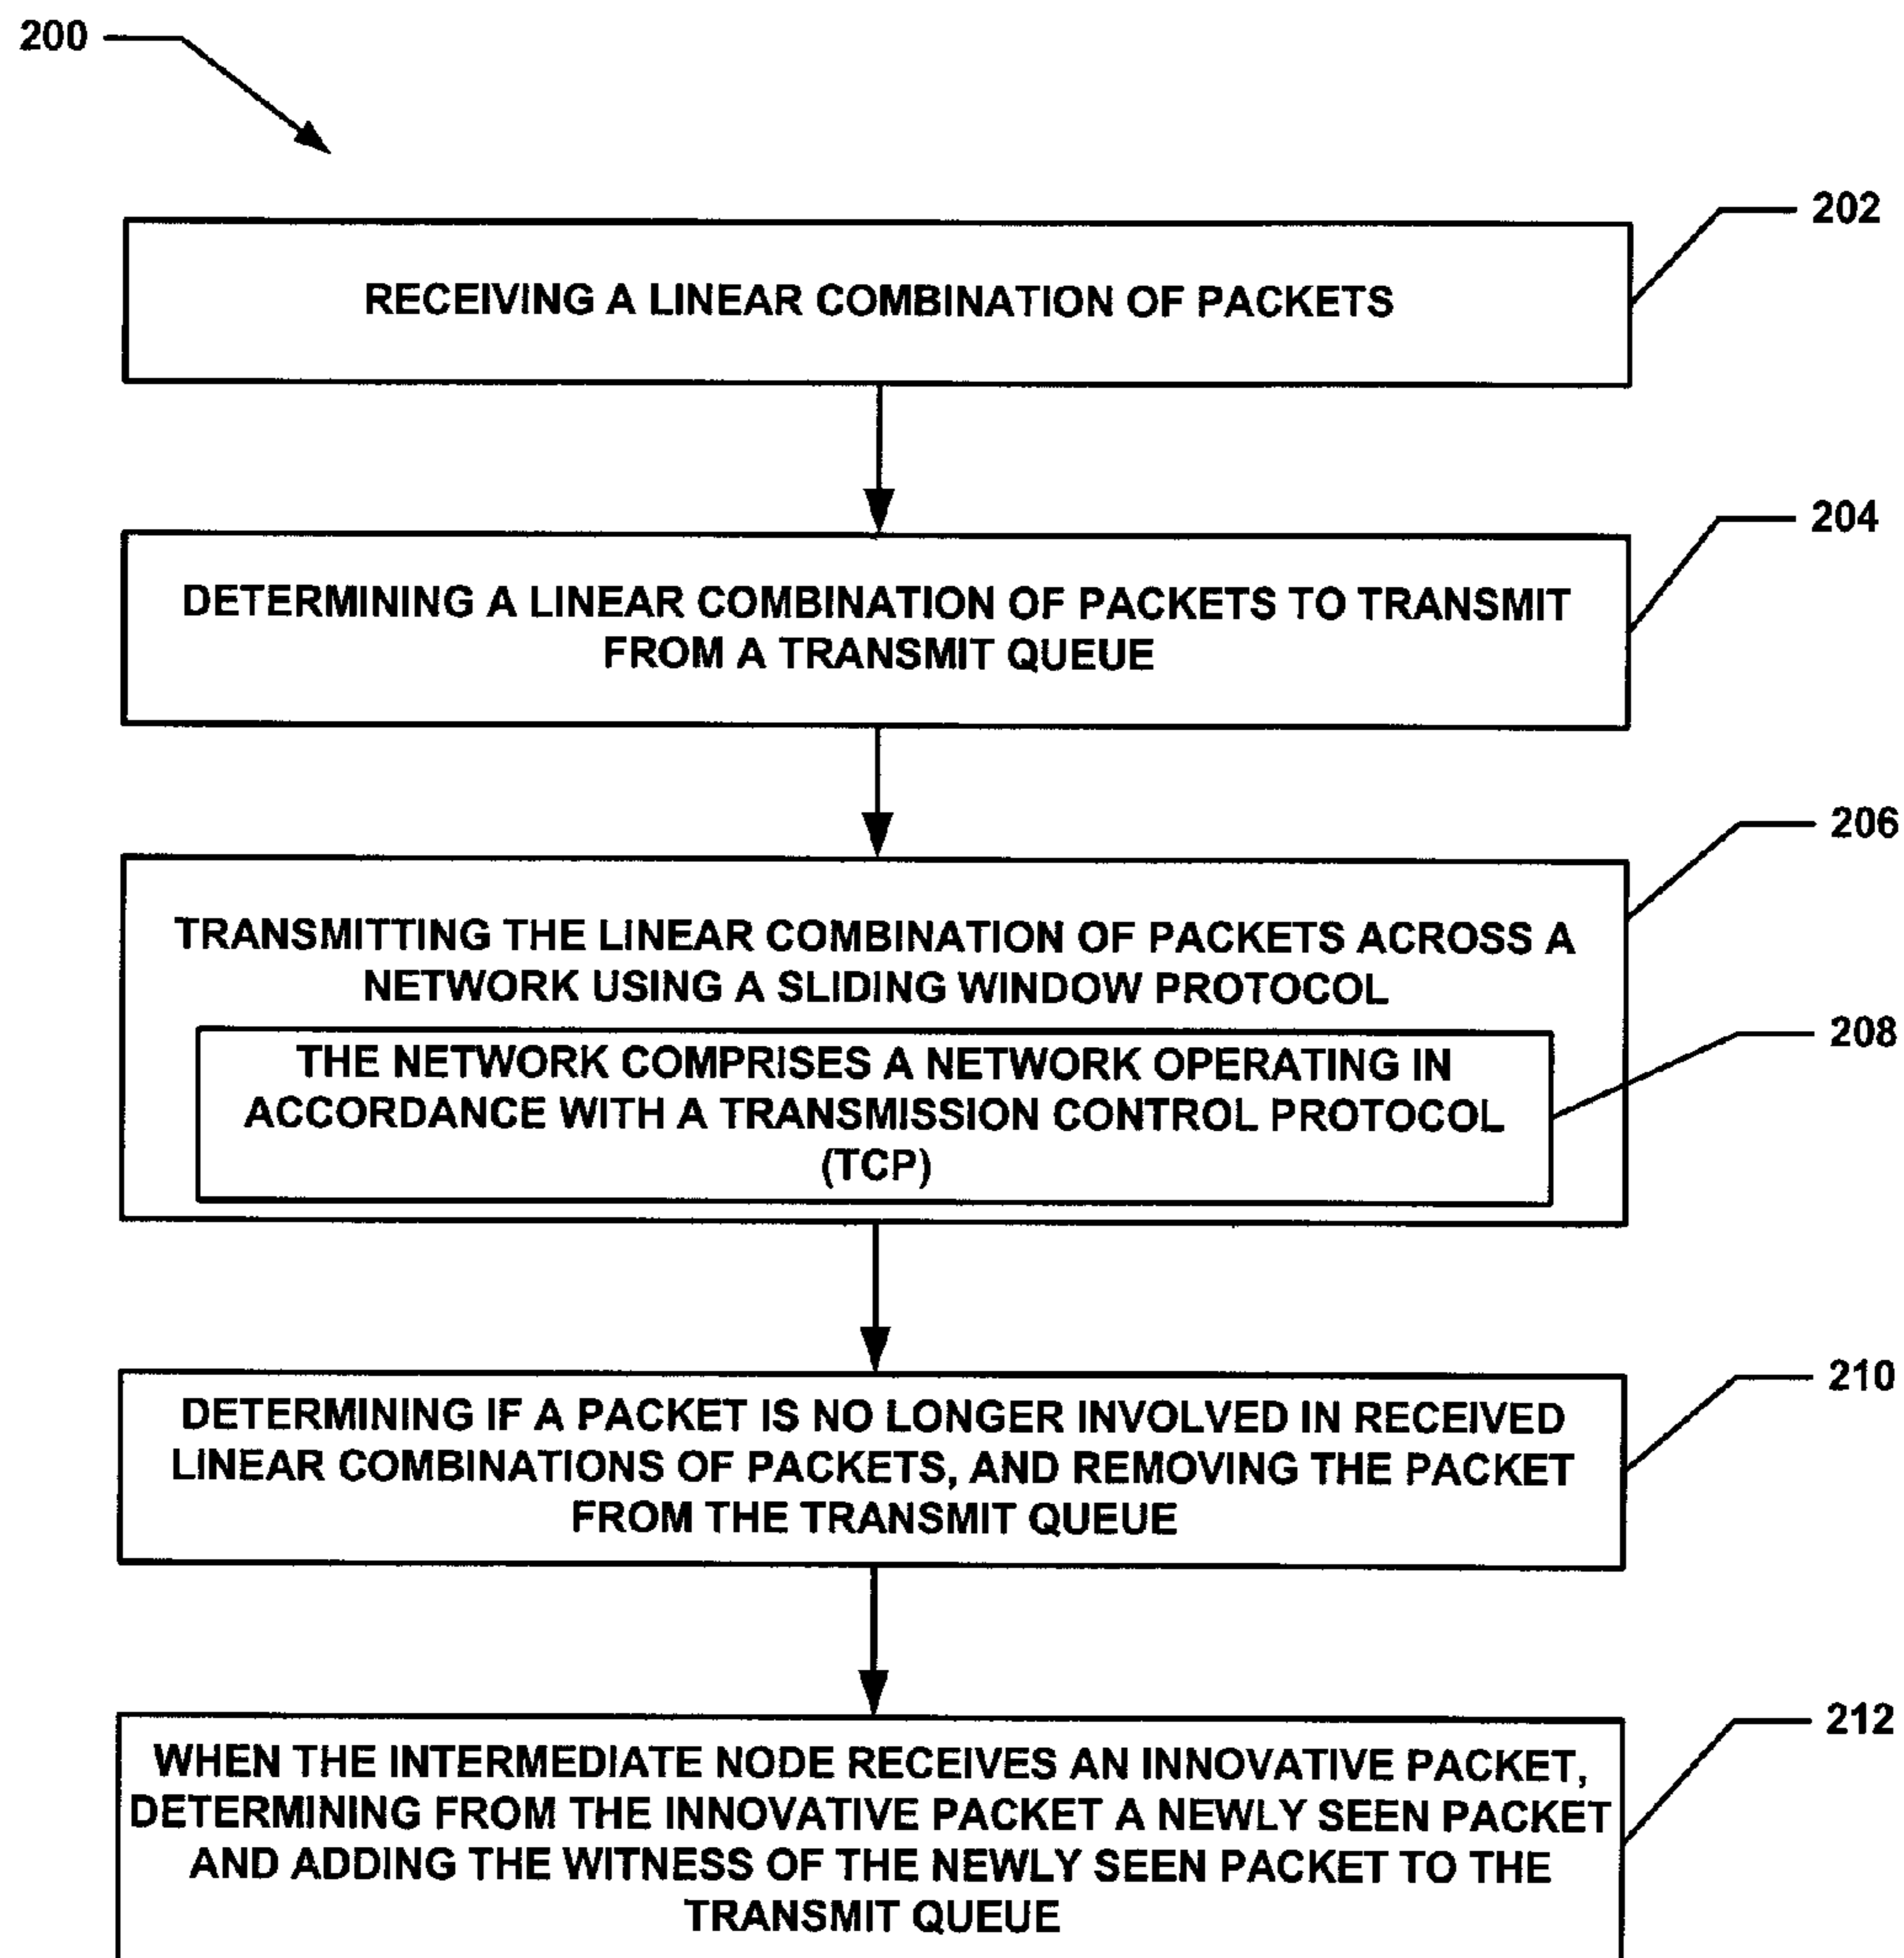 200
202
RECEIVING A LINEAR COMBINATION OF PACKETS
204
DETERMINING A LINEAR COMBINATION OF PACKETS TO TRANSMIT
FROM A TRANSMIT QUEUE
206
TRANSMITTING THE LINEAR COMBINATION OF PACKETS ACROSS A
NETWORK USING A SLIDING WINDOW PROTOCOL
208
THE NETWORK COMPRISES A NETWORK OPERATING IN
ACCORDANCE WITH A TRANSMISSION CONTROL PROTOCOL
(TCP)
210
DETERMINING IF A PACKET IS NO LONGER INVOLVED IN RECEIVED
LINEAR COMBINATIONS OF PACKETS, AND REMOVING THE PACKET
FROM THE TRANSMIT QUEUE
212
WHEN THE INTERMEDIATE NODE RECEIVES AN INNOVATIVE PACKET,
DETERMINING FROM THE INNOVATIVE PACKET A NEWLY SEEN PACKET
AND ADDING THE WITNESS OF THE NEWLY SEEN PACKET TO THE
TRANSMIT QUEUE